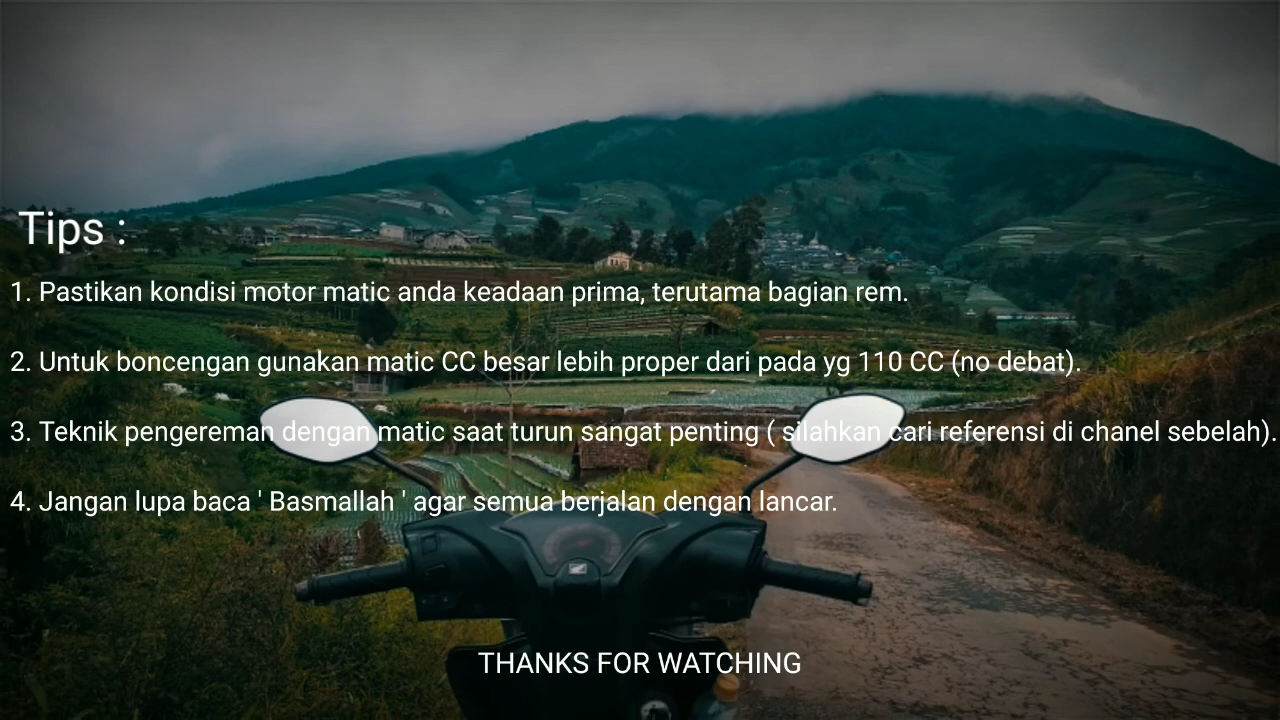 Tips :
1. Pastikan kondisi motor matic anda keadaan prima, terutama bagian rem.
2. Untuk boncengan gunakan matic CC besar lebih proper dari pada yg 110 CC (no debat).
3. Teknik pengereman dengan matic saat turun sangat penting ( silahkan cari referensi di chanel sebelah).
4. Jangan lupa baca ' Basmallah ' agar semua berjalan dengan lancar.
THANKS FOR WATCHING